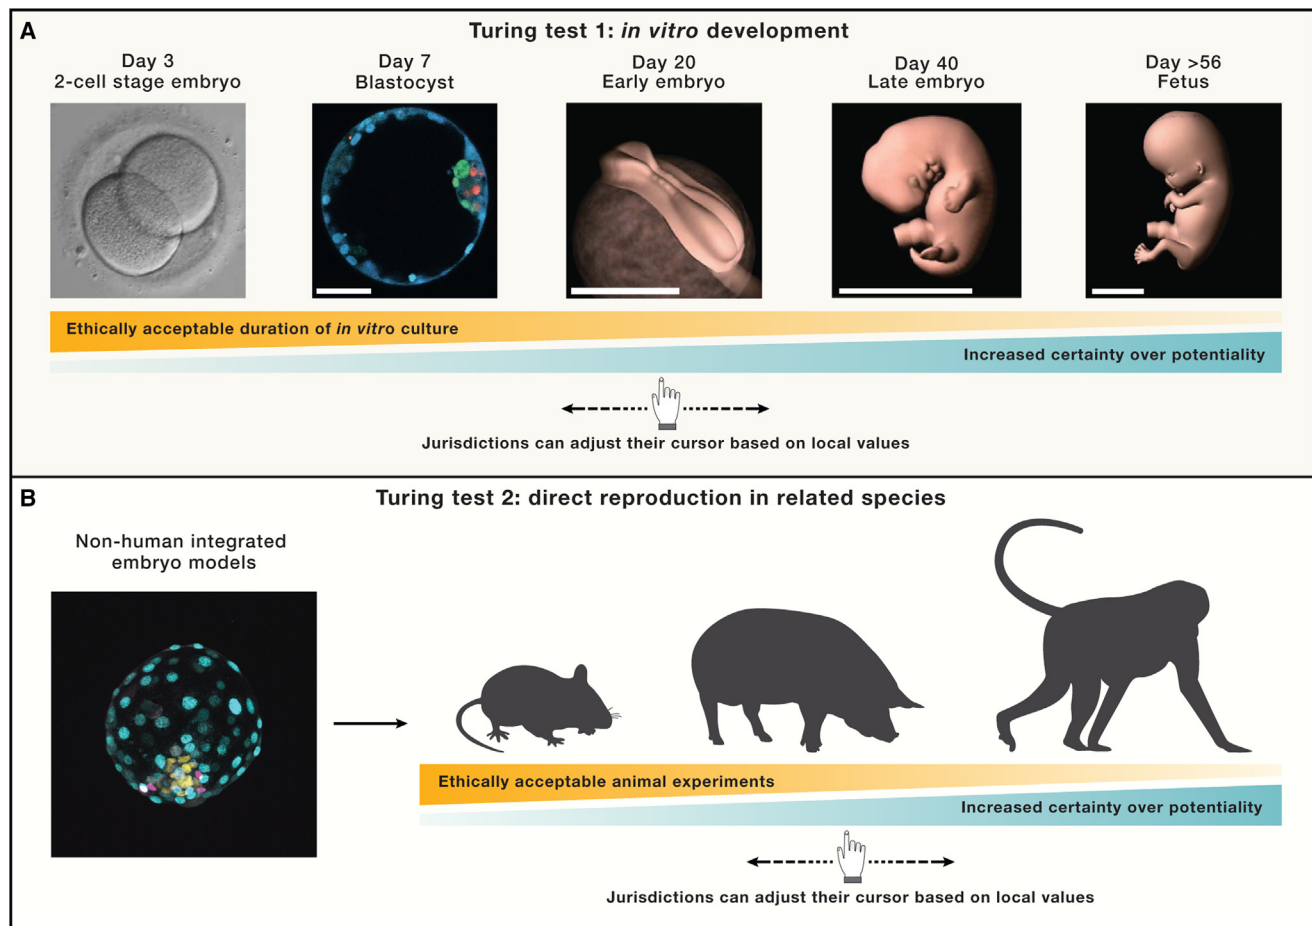 A
Turing test 1: in vitro development
Day 3
2-cell stage embryo
Day 7
Blastocyst
Day 20
Early embryo
Day 40
Late embryo
Day >56
Fetus
Ethically acceptable duration of in vitro culture
Increased certainty over potentiality
Jurisdictions can adjust their cursor based on local values
B
Turing test 2: direct reproduction in related species
Non-human integrated
embryo models
Ethically acceptable animal experiments
Increased certainty over potentiality
Jurisdictions can adjust their cursor based on local values